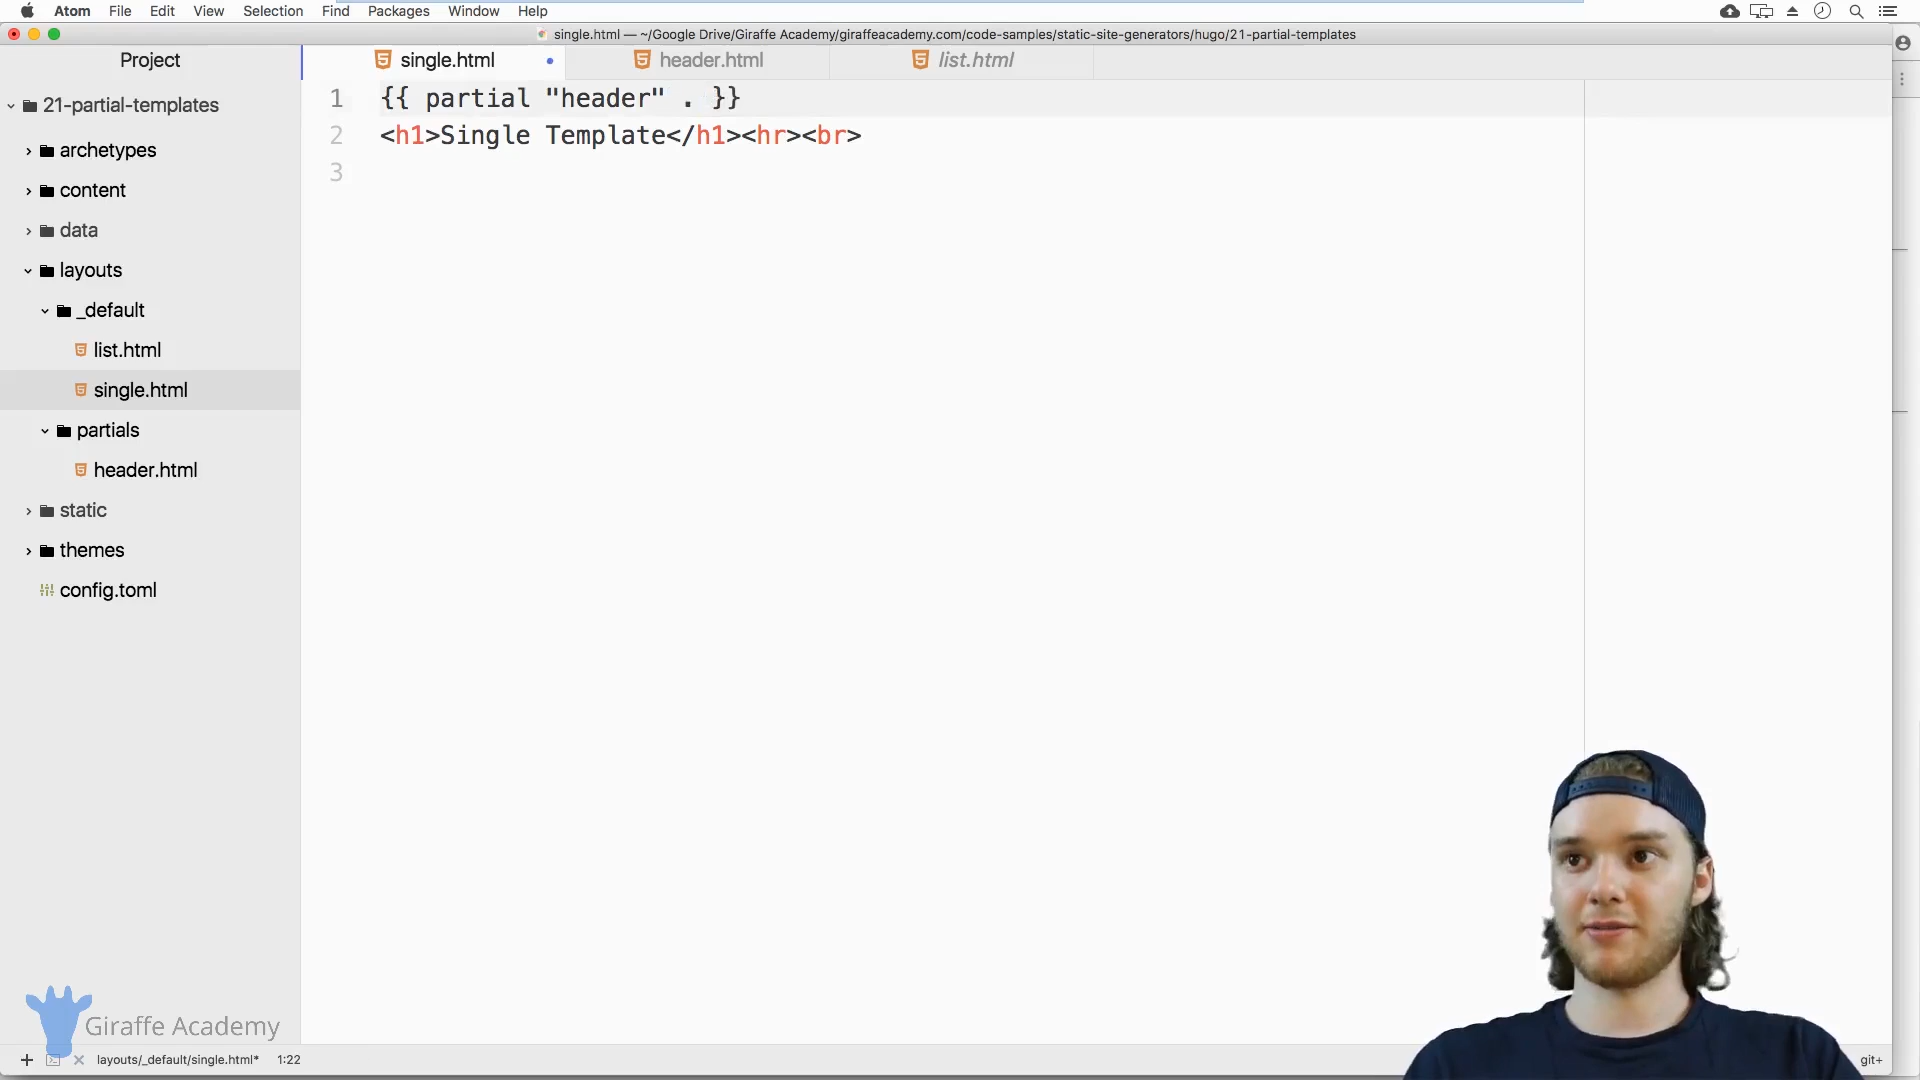 Atom File Edit View Selection Find Packages Window Help
single.html — ~/Google Drive/Giraffe Academy/giraffeacademy.com/code-samples/static-site-generators/hugo/21-partial-templates
Project
single.html header.html list.html
21-partial-templates
archetypes
content
data
layouts
_default
list.html
single.html
partials
header.html
static
themes
config.toml
1 {{ partial "header" . }}
2 <h1>Single Template</h1><hr><br>
3
Giraffe Academy
layouts/_default/single.html* 1:22
git+